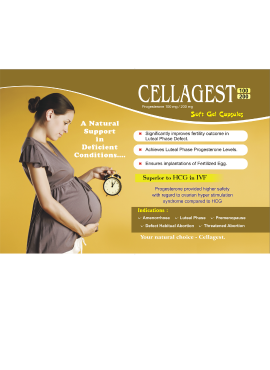 CELLAGEST 100
200
Progesterone 100 mg / 200 mg
Soft Gel Capsules
A Natural
Support
in
Deficient
Conditions....
Significantly improves fertility outcome in
Luteal Phase Defect.
Achieves Luteal Phase Progesterone Levels.
Ensures implantations of Fertilized Egg.
Superior to HCG in IVF
Progesterone provided higher safety
with regard to ovarian hyper stimulation
syndrome compared to HCG
Indications :
Amenorrhoea Luteal Phase Premenopause
Defect Habitual Abortion Threatened Abortion
Your natural choice - Cellagest.